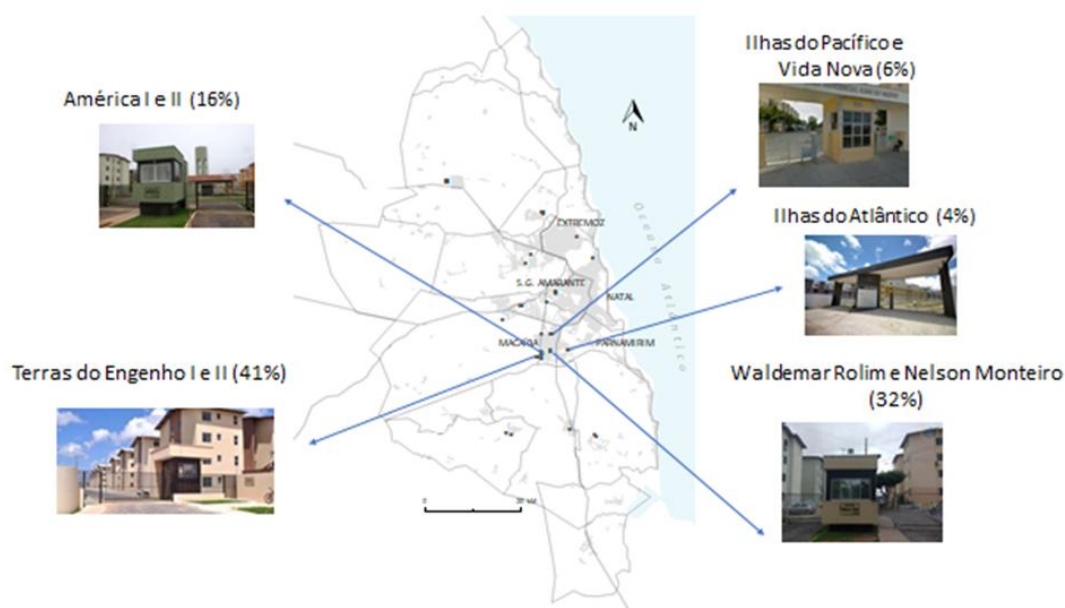 América I e II (16%)
Terras do Engenho I e II (41%)
N
EXTREMOZ
S.G. AMARANTE
NATAL
MACAÍBA
PARNAMIRIM
Oceano Atlântico
0
Ilhas do Pacífico e
Vida Nova (6%)
Ilhas do Atlântico (4%)
Waldemar Rolim e Nelson Monteiro
(32%)